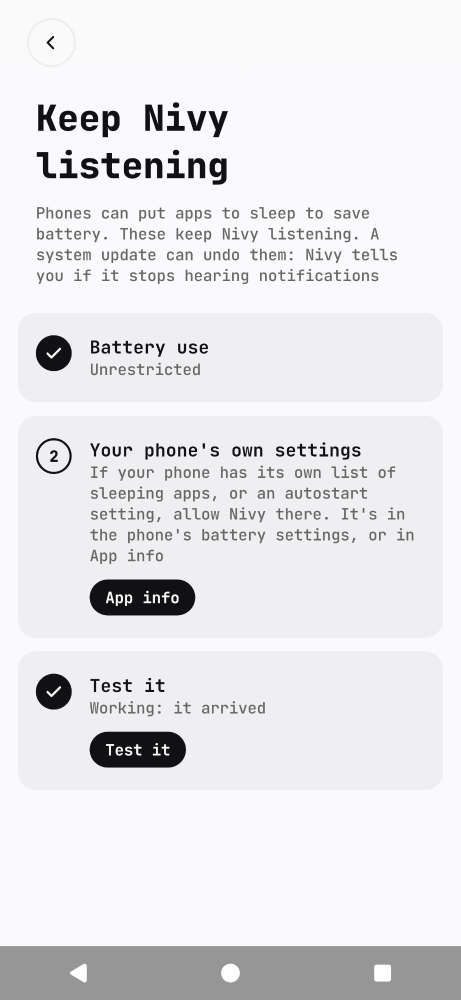 Keep Nivy
listening
Phones can put apps to sleep to save
battery. These keep Nivy listening. A
system update can undo them: Nivy tells
you if it stops hearing notifications
Battery use
Unrestricted
2
Your phone's own settings
If your phone has its own list of
sleeping apps, or an autostart
setting, allow Nivy there. It's in
the phone's battery settings, or in
App info
App info
Test it
Working: it arrived
Test it